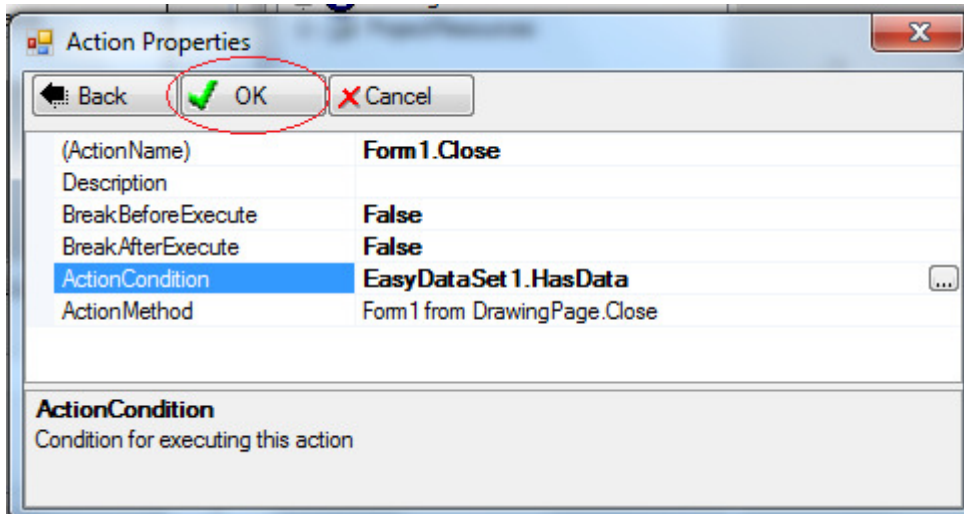 Action Properties
Back OK Cancel
(ActionName) Form1.Close
Description
BreakBeforeExecute False
BreakAfterExecute False
ActionCondition EasyDataSet1.HasData ...
ActionMethod Form1 from DrawingPage.Close
ActionCondition
Condition for executing this action